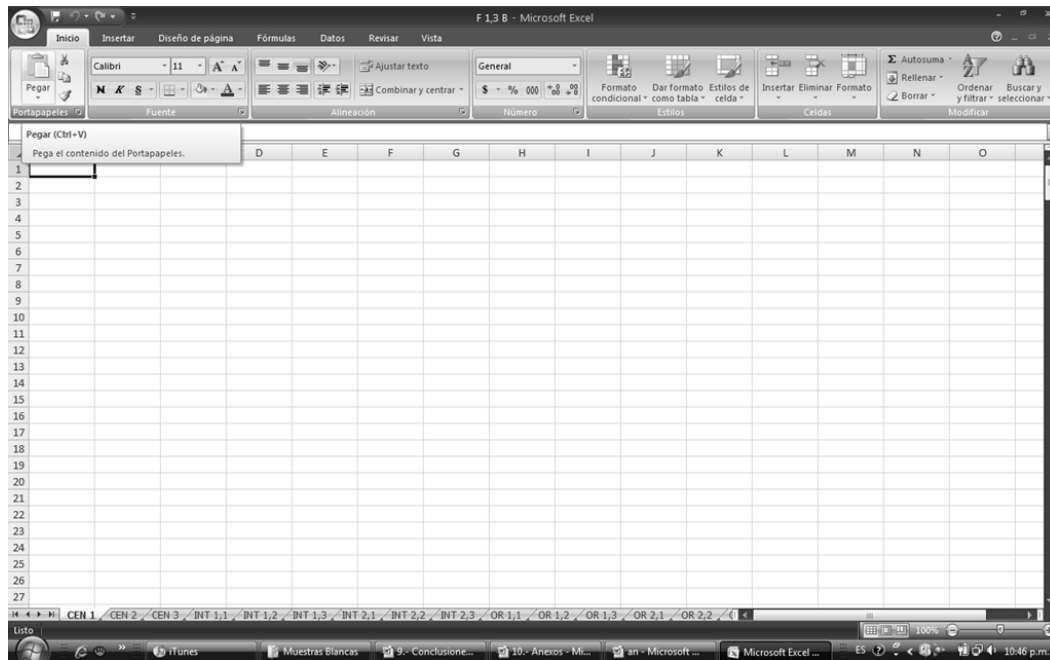 F 1,3 B - Microsoft Excel
Inicio Insertar Diseño de página Fórmulas Datos Revisar Vista
Calibri 11 A A Ajustar texto General Σ Autosuma
Pegar Rellenar
N K S A Combinar y centrar $ % 000 Formato condicional Dar formato como tabla Estilos de celda Insertar Eliminar Formato Borrar Ordenar y filtrar Buscar y seleccionar
Portapapeles Fuente Alineación Número Estilos Celdas Modificar
Pegar (Ctrl+V)
Pega el contenido del Portapapeles.
D E F G H I J K L M N O
1
2
3
4
5
6
7
8
9
10
11
12
13
14
15
16
17
18
19
20
21
22
23
24
25
26
27
CEN 1 CEN 2 CEN 3 INT 1,1 INT 1,2 INT 1,3 INT 2,1 INT 2,2 INT 2,3 OR 1,1 OR 1,2 OR 1,3 OR 2,1 OR 2,2
Listo 100%
iTunes Muestras Blancas 9.- Conclusione... 10.- Anexos - Mi... an - Microsoft ... Microsoft Excel ... ES 10:46 p.m.